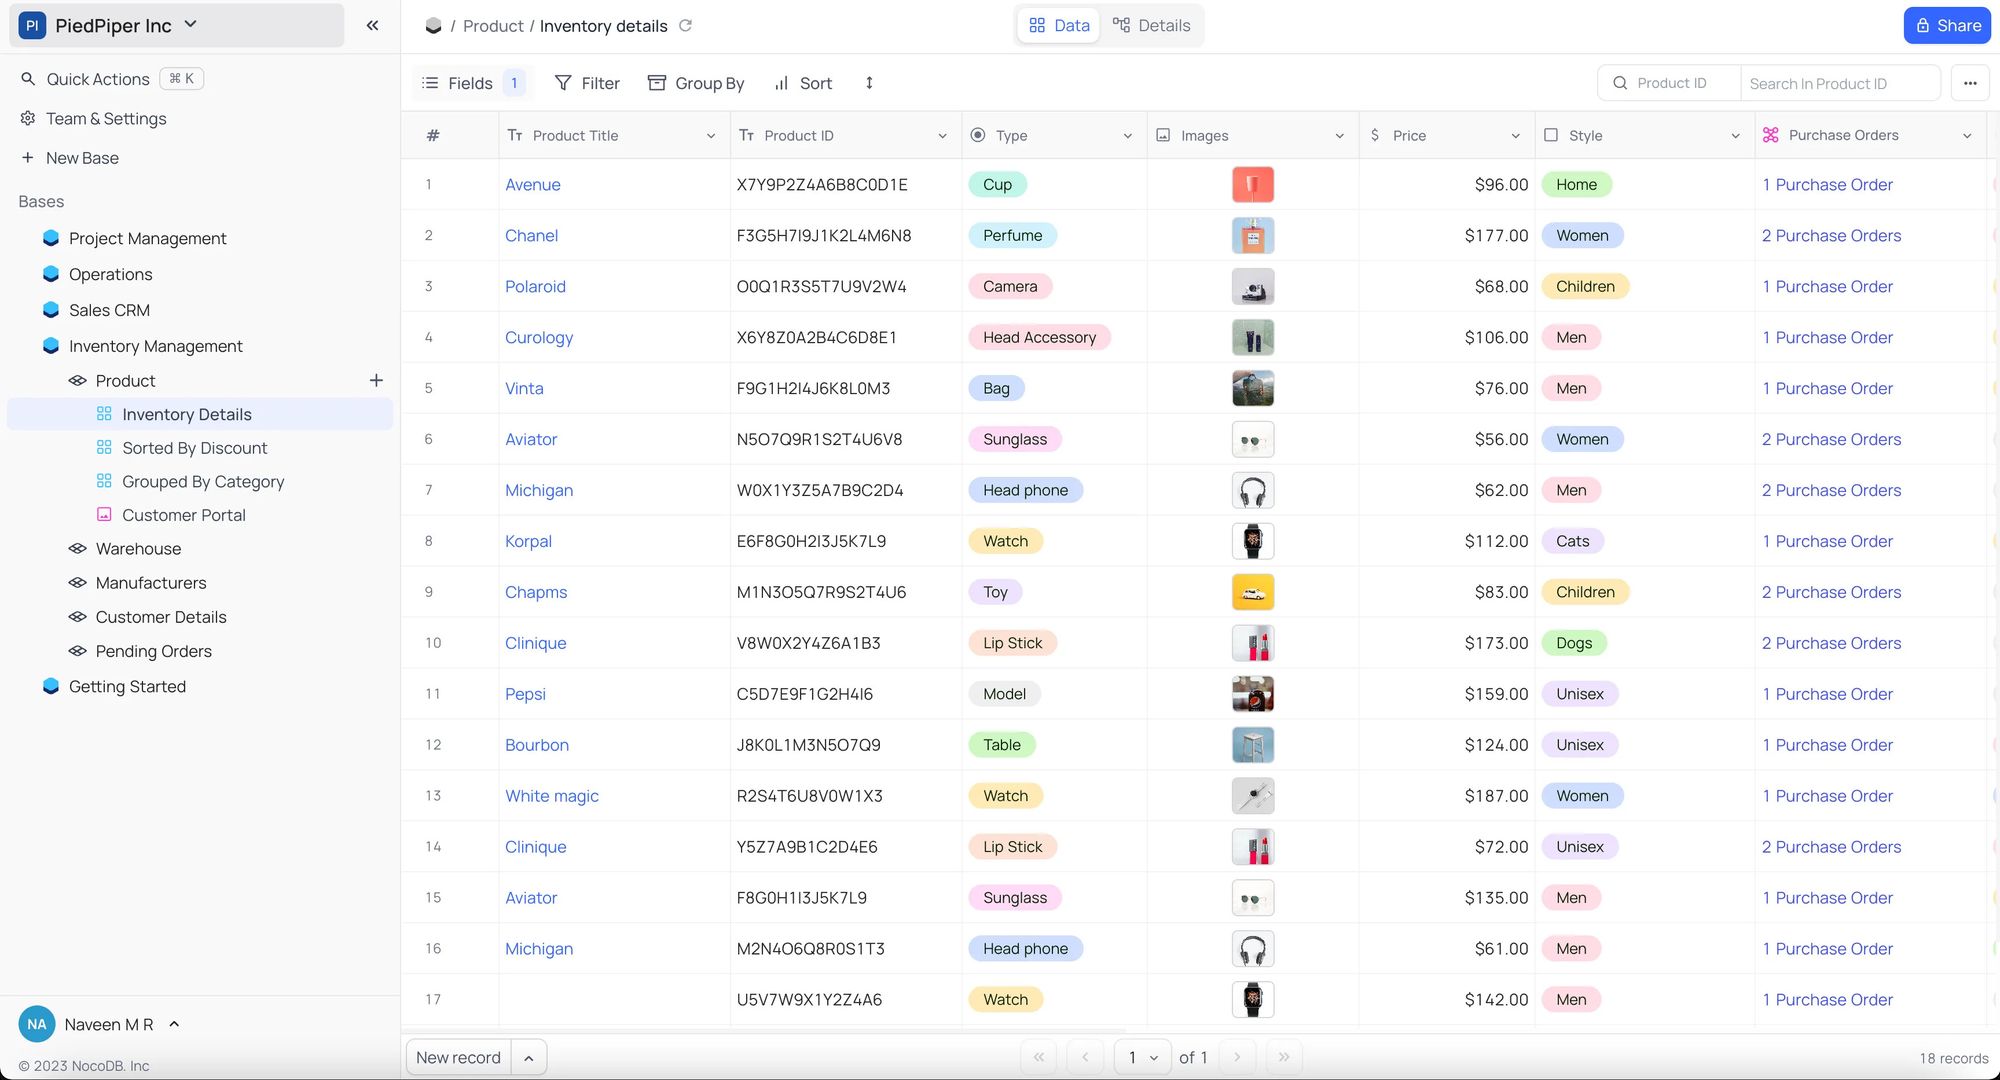 PI PiedPiper Inc
/ Product / Inventory details
Data Details
Share
Quick Actions ⌘ K
Team & Settings
New Base
Bases
Project Management
Operations
Sales CRM
Inventory Management
Product
Inventory Details
Sorted By Discount
Grouped By Category
Customer Portal
Warehouse
Manufacturers
Customer Details
Pending Orders
Getting Started
NA Naveen M R
© 2023 NocoDB. Inc
Fields 1 Filter Group By Sort Product ID Search In Product ID
# Product Title Product ID Type Images $ Price Style Purchase Orders
1 Avenue X7Y9P2Z4A6B8C0D1E Cup $96.00 Home 1 Purchase Order
2 Chanel F3G5H7I9J1K2L4M6N8 Perfume $177.00 Women 2 Purchase Orders
3 Polaroid O0Q1R3S5T7U9V2W4 Camera $68.00 Children 1 Purchase Order
4 Curology X6Y8Z0A2B4C6D8E1 Head Accessory $106.00 Men 1 Purchase Order
5 Vinta F9G1H2I4J6K8L0M3 Bag $76.00 Men 1 Purchase Order
6 Aviator N5O7Q9R1S2T4U6V8 Sunglass $56.00 Women 2 Purchase Orders
7 Michigan W0X1Y3Z5A7B9C2D4 Head phone $62.00 Men 2 Purchase Orders
8 Korpal E6F8G0H2I3J5K7L9 Watch $112.00 Cats 1 Purchase Order
9 Chapms M1N3O5Q7R9S2T4U6 Toy $83.00 Children 2 Purchase Orders
10 Clinique V8W0X2Y4Z6A1B3 Lip Stick $173.00 Dogs 2 Purchase Orders
11 Pepsi C5D7E9F1G2H4I6 Model $159.00 Unisex 1 Purchase Order
12 Bourbon J8K0L1M3N5O7Q9 Table $124.00 Unisex 1 Purchase Order
13 White magic R2S4T6U8V0W1X3 Watch $187.00 Women 1 Purchase Order
14 Clinique Y5Z7A9B1C2D4E6 Lip Stick $72.00 Unisex 2 Purchase Orders
15 Aviator F8G0H1I3J5K7L9 Sunglass $135.00 Men 1 Purchase Order
16 Michigan M2N4O6Q8R0S1T3 Head phone $61.00 Men 1 Purchase Order
17 U5V7W9X1Y2Z4A6 Watch $142.00 Men 1 Purchase Order
New record 1 of 1 18 records